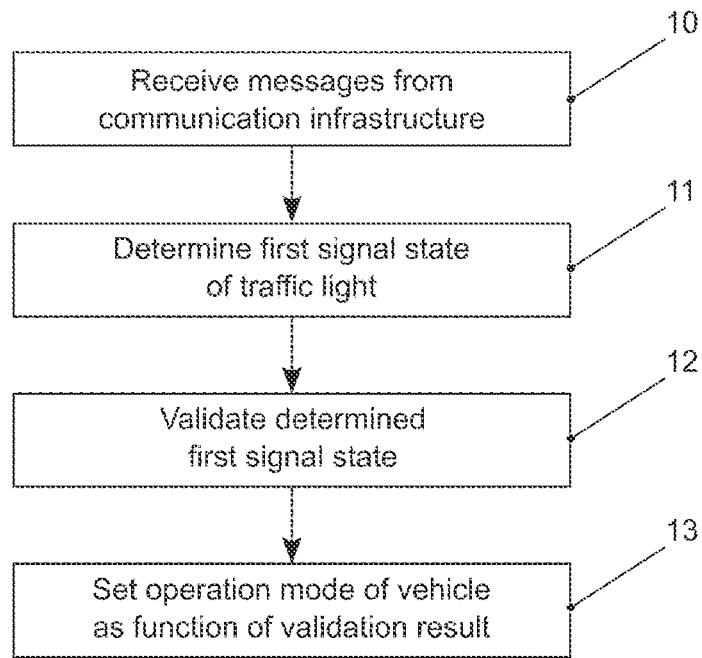 10
Receive messages from
communication infrastructure
11
Determine first signal state
of traffic light
12
Validate determined
first signal state
13
Set operation mode of vehicle
as function of validation result